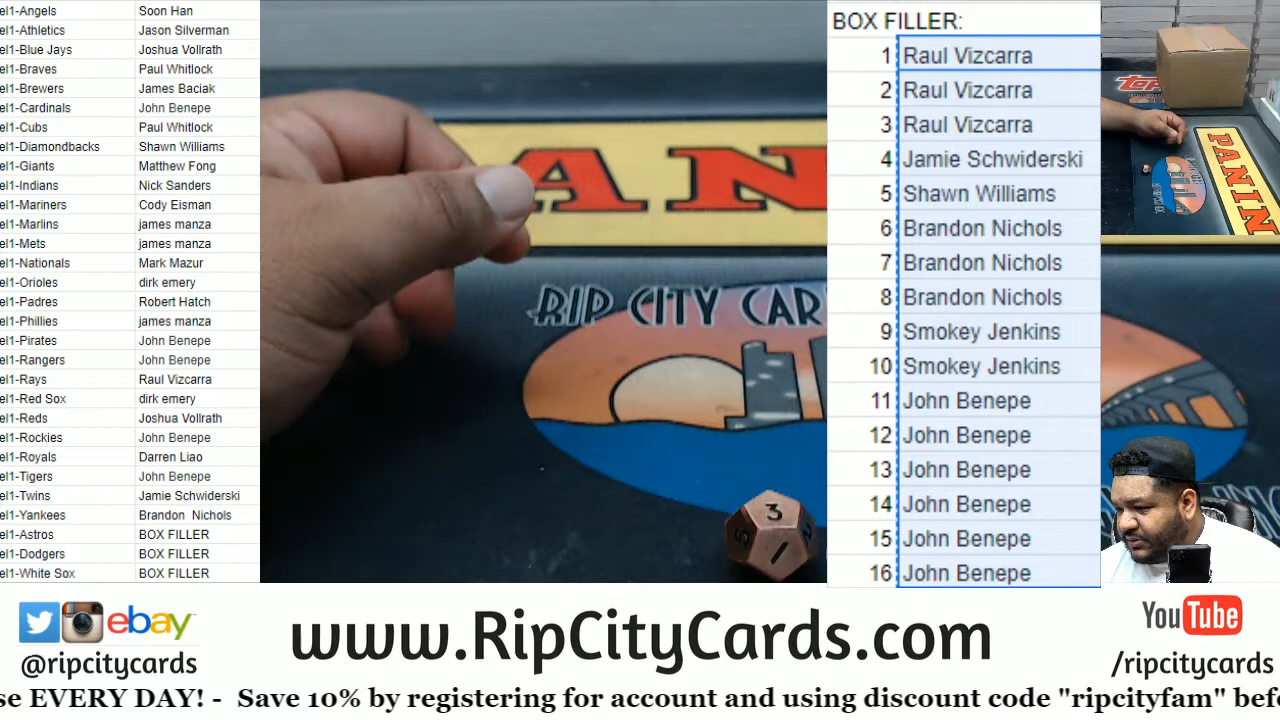 el1-Angels Soon Han
el1-Athletics Jason Silverman
el1-Blue Jays Joshua Vollrath
el1-Braves Paul Whitlock
el1-Brewers James Baciak
el1-Cardinals John Benepe
el1-Cubs Paul Whitlock
el1-Diamondbacks Shawn Williams
el1-Giants Matthew Fong
el1-Indians Nick Sanders
el1-Mariners Cody Eisman
el1-Marlins james manza
el1-Mets james manza
el1-Nationals Mark Mazur
el1-Orioles dirk emery
el1-Padres Robert Hatch
el1-Phillies james manza
el1-Pirates John Benepe
el1-Rangers John Benepe
el1-Rays Raul Vizcarra
el1-Red Sox dirk emery
el1-Reds Joshua Vollrath
el1-Rockies John Benepe
el1-Royals Darren Liao
el1-Tigers John Benepe
el1-Twins Jamie Schwiderski
el1-Yankees Brandon Nichols
el1-Astros BOX FILLER
el1-Dodgers BOX FILLER
el1-White Sox BOX FILLER
ANIN
RIP CITY CAR
3
BOX FILLER:
1 Raul Vizcarra
2 Raul Vizcarra
3 Raul Vizcarra
4 Jamie Schwiderski
5 Shawn Williams
6 Brandon Nichols
7 Brandon Nichols
8 Brandon Nichols
9 Smokey Jenkins
10 Smokey Jenkins
11 John Benepe
12 John Benepe
13 John Benepe
14 John Benepe
15 John Benepe
16 John Benepe
PANIN
ebay
@ripcitycards
www.RipCityCards.com
YouTube
/ripcitycards
se EVERY DAY! - Save 10% by registering for account and using discount code "ripcityfam" befo